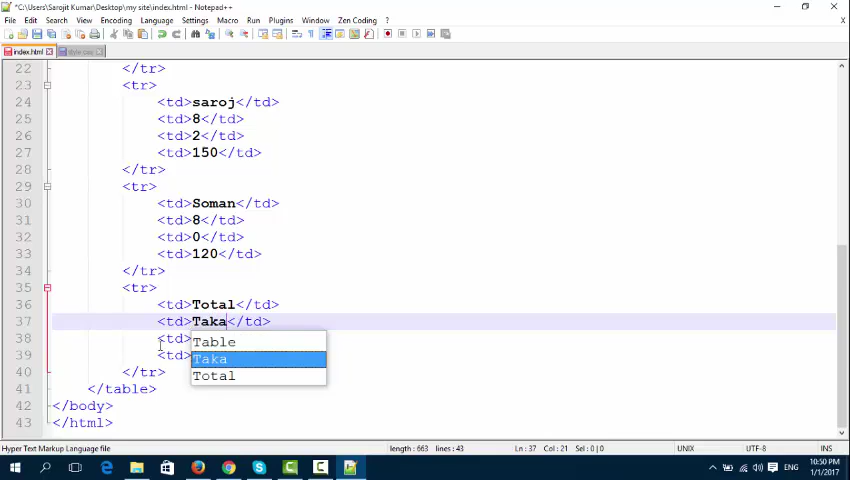 *C:\Users\Sarojit Kumar\Desktop\my site\index.html - Notepad++
File Edit Search View Encoding Language Settings Macro Run Plugins Window Zen Coding ? X
index.html style.css
22 </tr>
23 <tr>
24 <td>saroj</td>
25 <td>8</td>
26 <td>2</td>
27 <td>150</td>
28 </tr>
29 <tr>
30 <td>Soman</td>
31 <td>8</td>
32 <td>0</td>
33 <td>120</td>
34 </tr>
35 <tr>
36 <td>Total</td>
37 <td>Taka</td>
38 <td>
Table
39 <td>
Taka
40 </tr>
Total
41 </table>
42 </body>
43 </html>
Hyper Text Markup Language file length : 663 lines : 43 Ln : 37 Col : 21 Sel : 0 | 0 UNIX UTF-8 INS
ENG
10:50 PM
1/1/2017